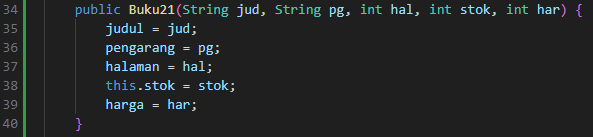 34 public Buku21(String jud, String pg, int hal, int stok, int har) {
35 judul = jud;
36 pengarang = pg;
37 halaman = hal;
38 this.stok = stok;
39 harga = har;
40 }